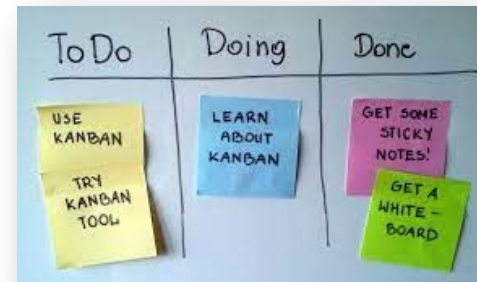 To Do
Doing
Done
USE
KANBAN
TRY
KANBAN
TOOL
LEARN
ABOUT
KANBAN
GET SOME
STICKY
NOTES!
GET A
WHITE-
BOARD